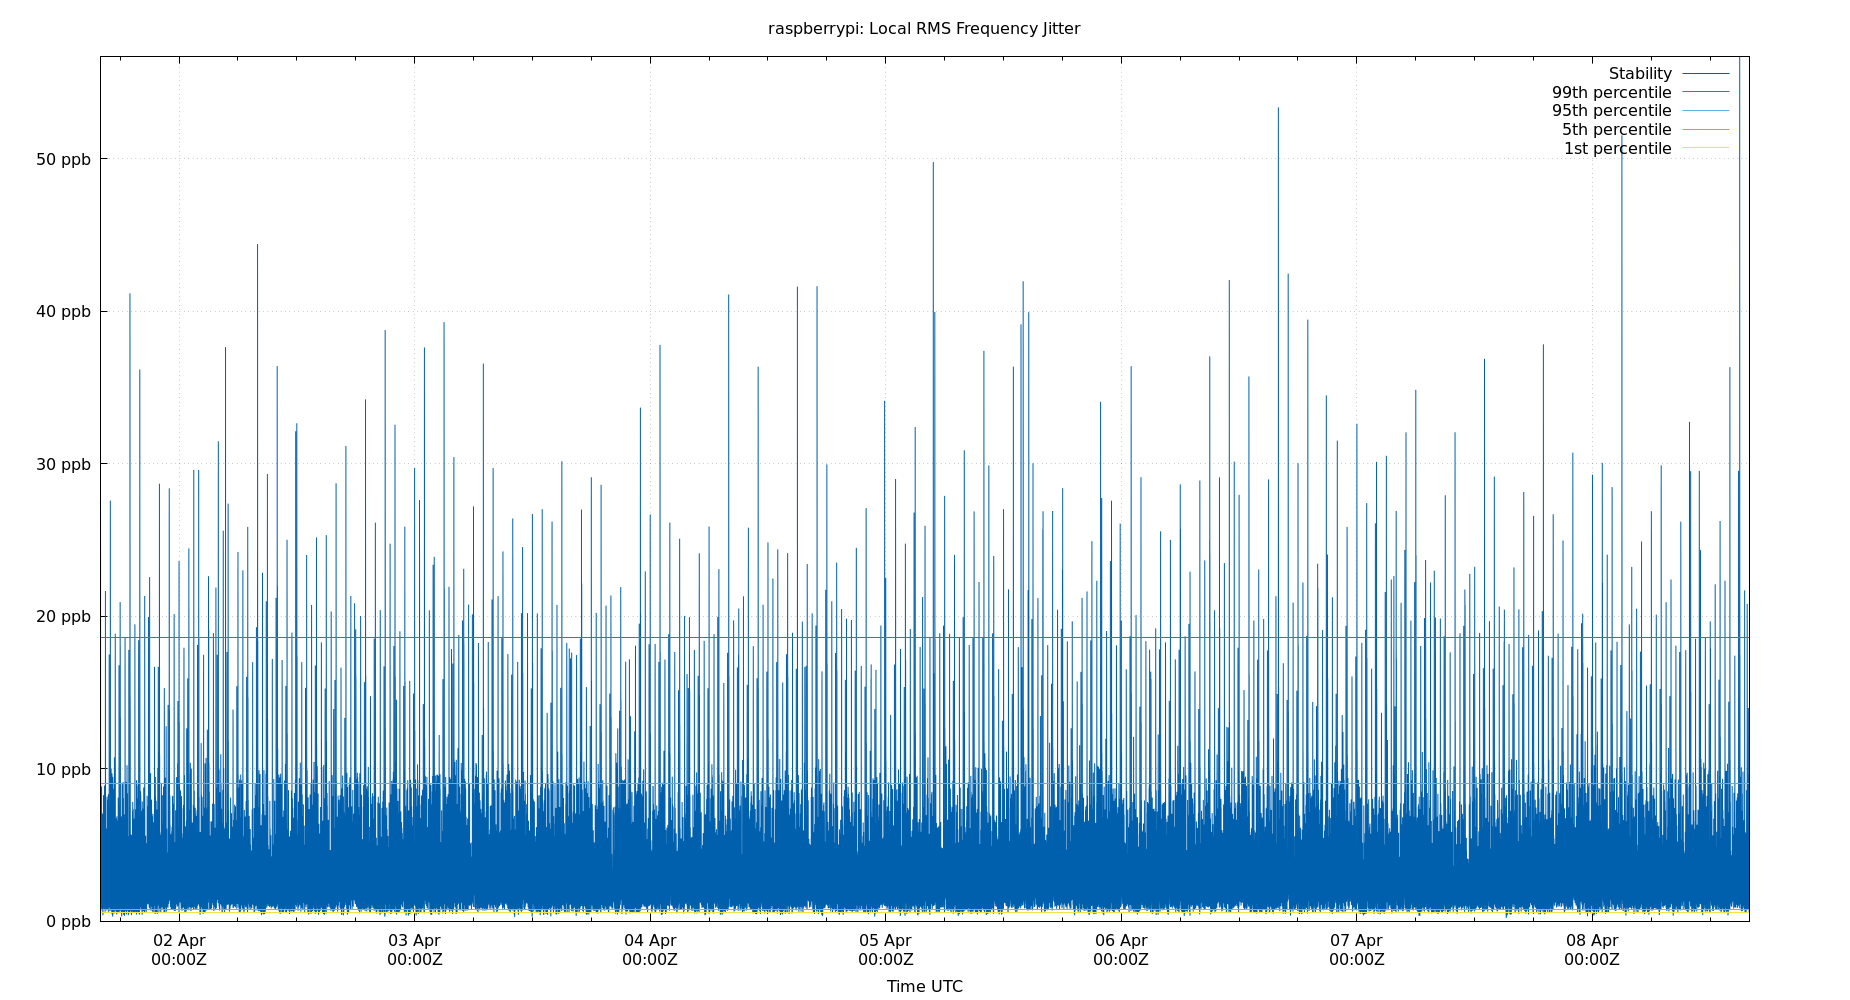 raspberrypi: Local RMS Frequency Jitter
Stability
99th percentile
95th percentile
5th percentile
1st percentile
50 ppb
40 ppb
30 ppb
20 ppb
10 ppb
0 ppb
02 Apr
00:00Z
03 Apr
00:00Z
04 Apr
00:00Z
05 Apr
00:00Z
06 Apr
00:00Z
07 Apr
00:00Z
08 Apr
00:00Z
Time UTC